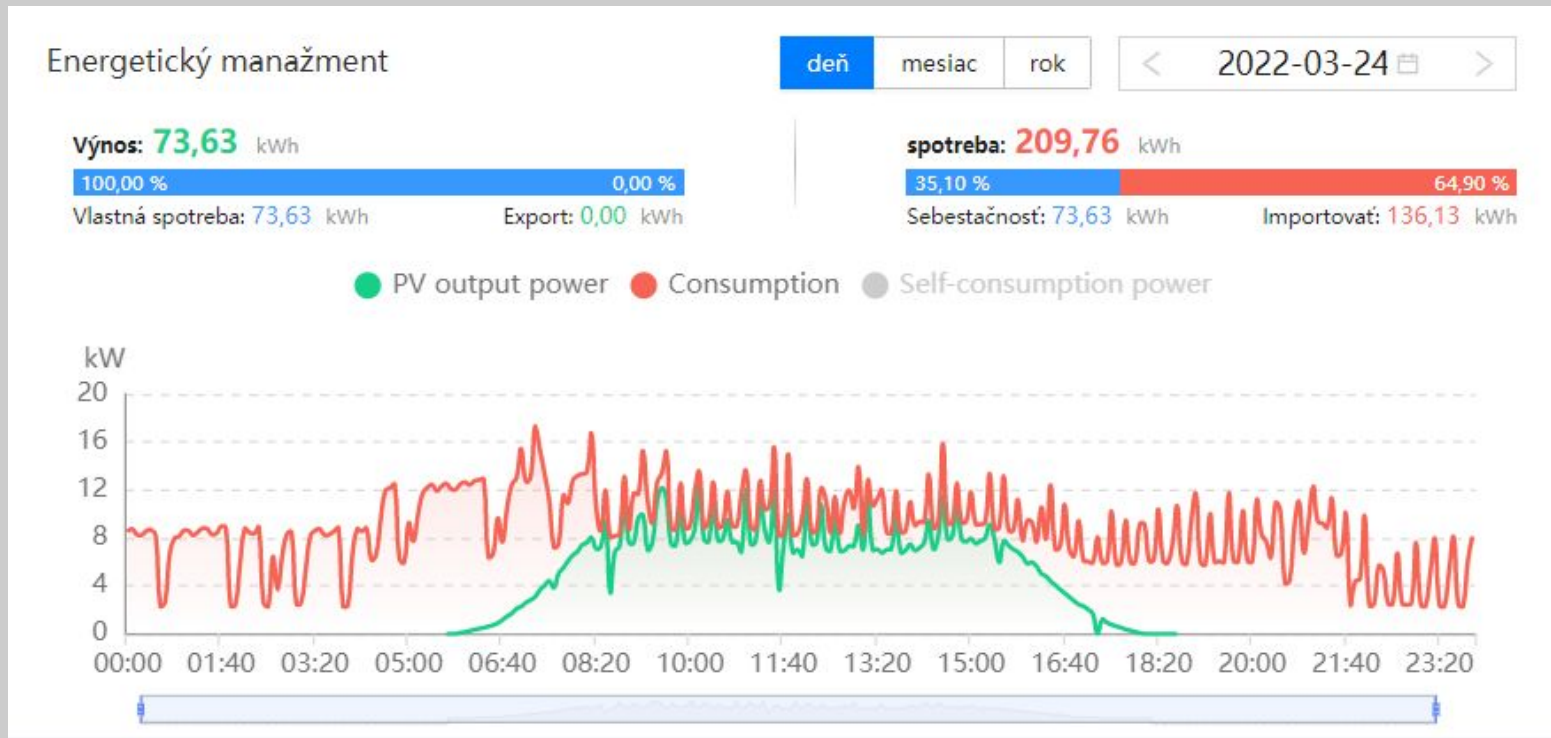 Energetický manažment
deň mesiac rok < 2022-03-24 >
Výnos: 73,63 kWh
100,00 % 0,00 %
Vlastná spotreba: 73,63 kWh Export: 0,00 kWh
spotreba: 209,76 kWh
35,10 % 64,90 %
Sebestačnosť: 73,63 kWh Importovať: 136,13 kWh
PV output power Consumption Self-consumption power
kW
20
16
12
8
4
0
00:00 01:40 03:20 05:00 06:40 08:20 10:00 11:40 13:20 15:00 16:40 18:20 20:00 21:40 23:20